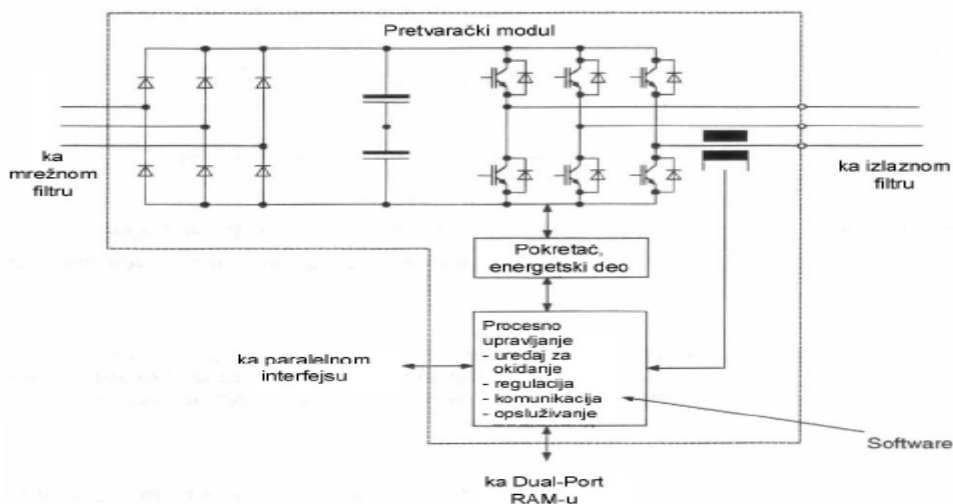 Pretvarački modul
ka
mrežnom
filtru
ka izlaznom
filtru
Pokretač,
energetski deo
Procesno
upravljanje
- uređaj za
okidanje
- regulacija
- komunikacija
- opsluživanje
ka paralelnom
interfejsu
Software
ka Dual-Port
RAM-u